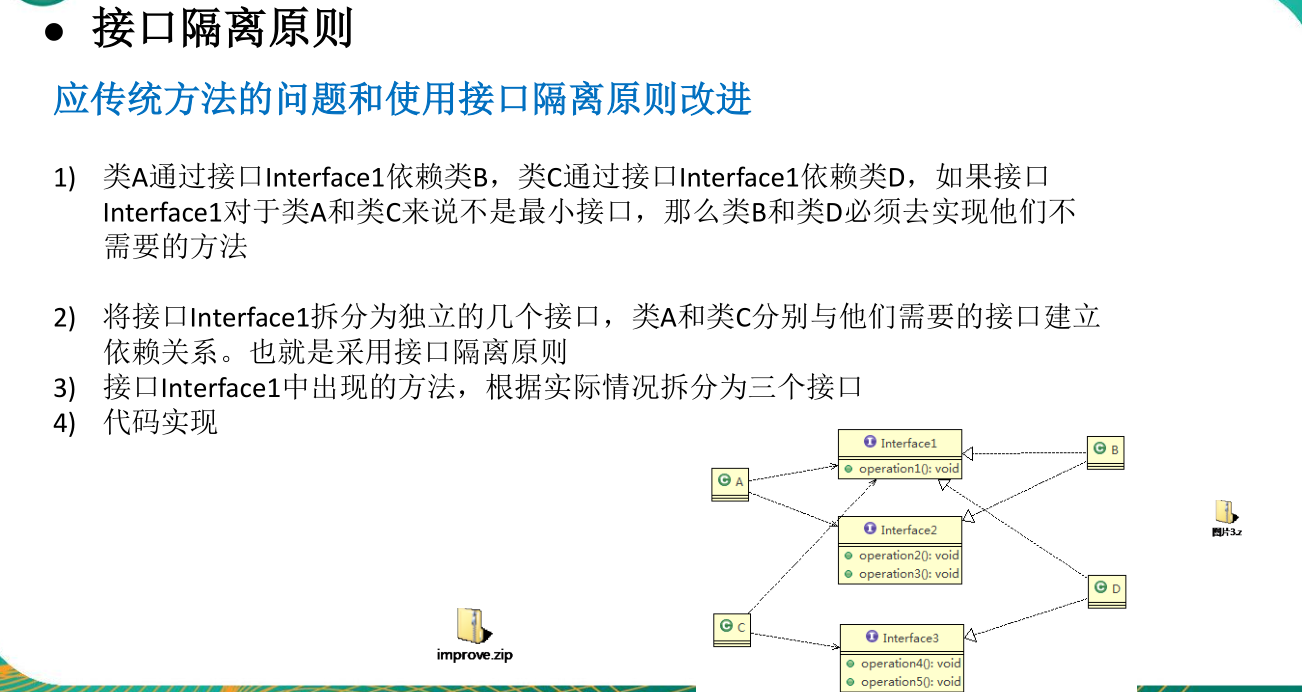 ● 接口隔离原则
应传统方法的问题和使用接口隔离原则改进
1) 类A通过接口Interface1依赖类B，类C通过接口Interface1依赖类D，如果接口
Interface1对于类A和类C来说不是最小接口，那么类B和类D必须去实现他们不
需要的方法
2) 将接口Interface1拆分为独立的几个接口，类A和类C分别与他们需要的接口建立
依赖关系。也就是采用接口隔离原则
3) 接口Interface1中出现的方法，根据实际情况拆分为三个接口
4) 代码实现
I Interface1
operation1(): void
C A
C B
I Interface2
operation2(): void
operation3(): void
C C
C D
I Interface3
operation4(): void
operation5(): void
improve.zip
图片3.z